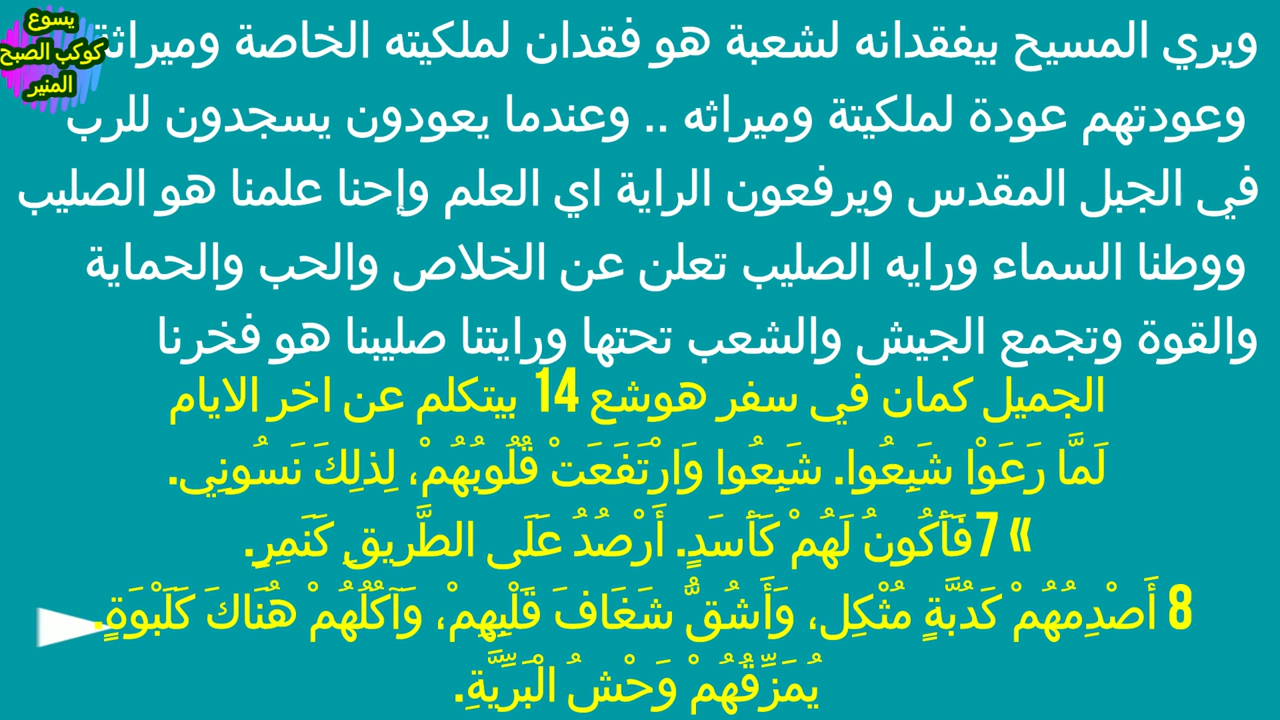 يسوع
كوكب الصبح
المنير
ويري المسيح بيفقدانه لشعبة هو فقدان لملكيته الخاصة وميراثة
وعودتهم عودة لملكيتة وميراثه .. وعندما يعودون يسجدون للرب
في الجبل المقدس ويرفعون الراية اي العلم وإحنا علمنا هو الصليب
ووطنا السماء ورايه الصليب تعلن عن الخلاص والحب والحماية
والقوة وتجمع الجيش والشعب تحتها ورايتنا صليبنا هو فخرنا
الجميل كمان في سفر هوشع 14 بيتكلم عن اخر الايام
لَمَّا رَعَوْا شَبِعُوا. شَبِعُوا وَارْتَفَعَتْ قُلُوبُهُمْ، لِذلِكَ نَسُونِي.
« 7فَأَكُونُ لَهُمْ كَأَسَدٍ. أَرْصُدُ عَلَى الطَّرِيقِ كَنَمِرٍ.
8 أَصْدِمُهُمْ كَدُبَّةٍ مُثْكِل، وَأَشُقُّ شَغَافَ قَلْبِهِمْ، وَآكُلُهُمْ هُنَاكَ كَلَبْوَةٍ.
يُمَزِّقُهُمْ وَحْشُ الْبَرِّيَّةِ.